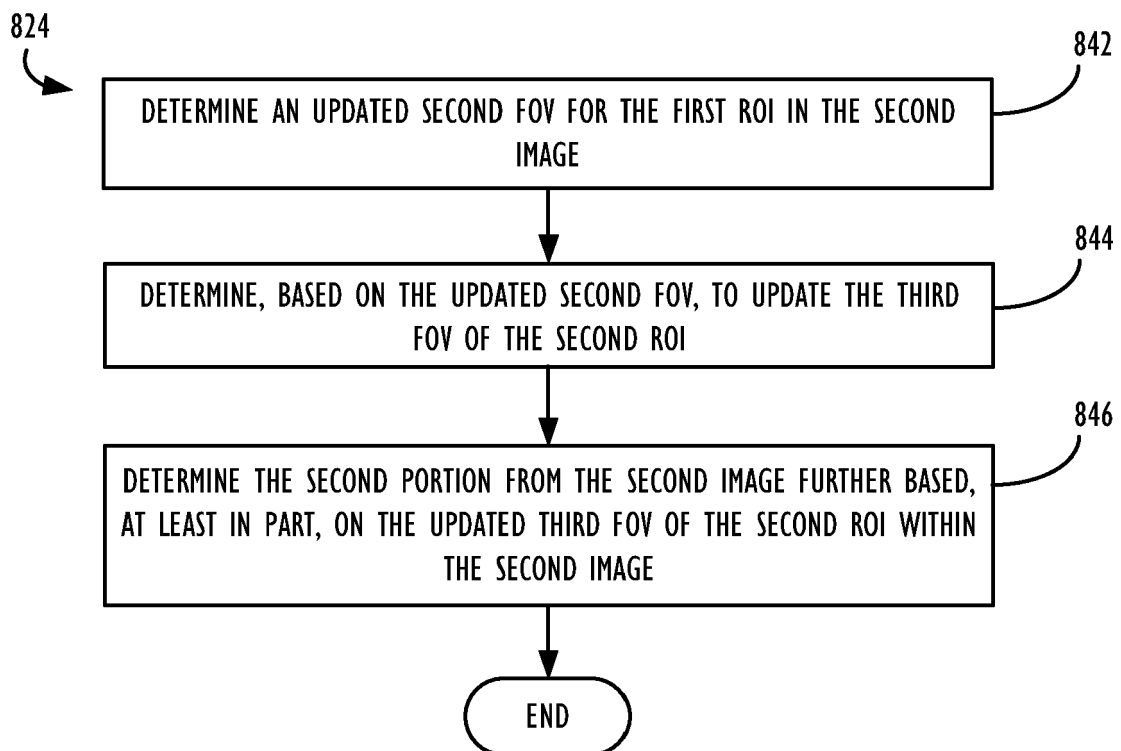 824
842
DETERMINE AN UPDATED SECOND FOV FOR THE FIRST ROI IN THE SECOND
IMAGE
844
DETERMINE, BASED ON THE UPDATED SECOND FOV, TO UPDATE THE THIRD
FOV OF THE SECOND ROI
846
DETERMINE THE SECOND PORTION FROM THE SECOND IMAGE FURTHER BASED,
AT LEAST IN PART, ON THE UPDATED THIRD FOV OF THE SECOND ROI WITHIN
THE SECOND IMAGE
END